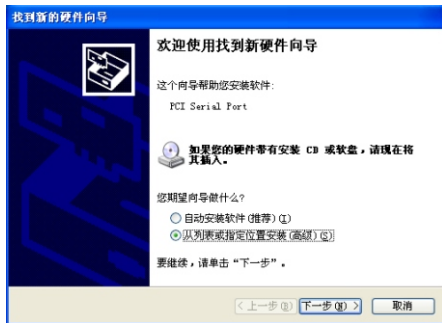 找到新的硬件向导
欢迎使用找到新硬件向导
这个向导帮助您安装软件:
PCI Serial Port
如果您的硬件带有安装 CD 或软盘，请现在将
其插入。
您期望向导做什么?
自动安装软件(推荐)(I)
从列表或指定位置安装(高级)(S)
要继续，请单击“下一步”。
<上一步(B) 下一步(N)> 取消